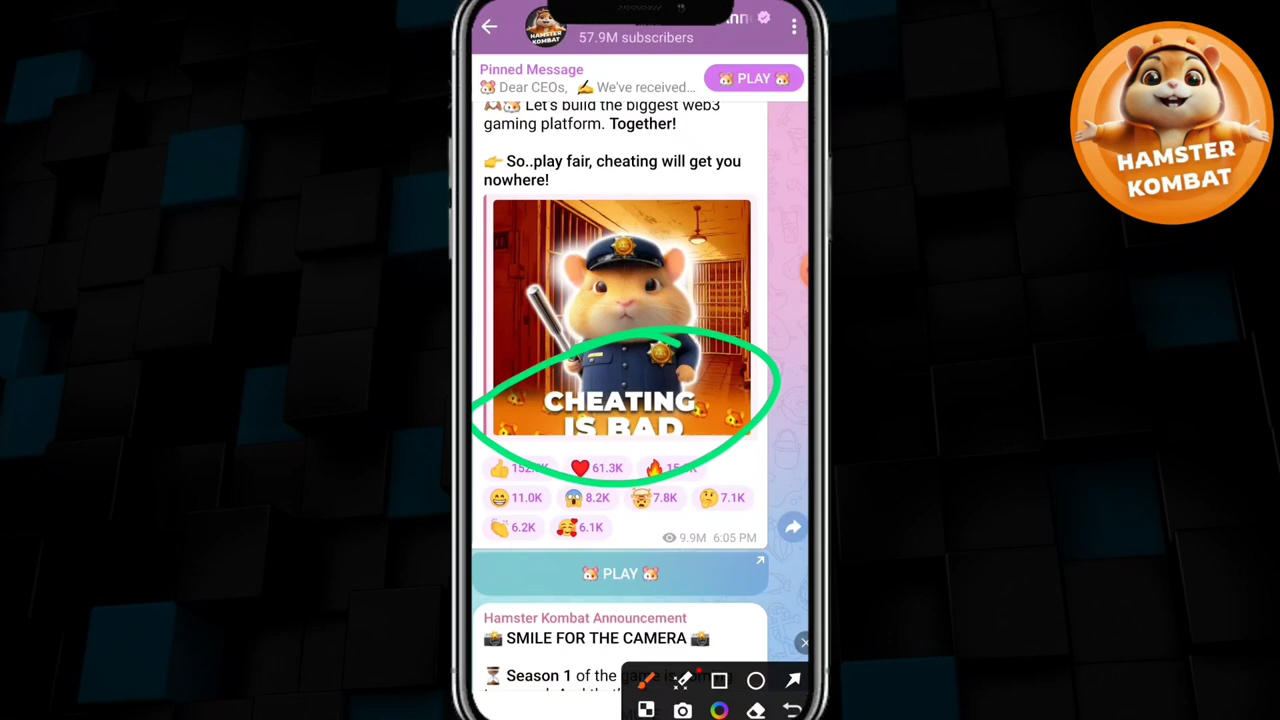 57.9M subscribers
Pinned Message
🐹 Dear CEOs, ✍️ We've received...
🐹 PLAY 🐹
🫶🐹 Let's build the biggest web3
gaming platform. Together!
👉 So..play fair, cheating will get you
nowhere!
CHEATING
IS BAD
👍 ❤️ 61.3K 🔥
😁 11.0K 😱 8.2K 🤯 7.8K 🤔 7.1K
👏 6.2K 🥰 6.1K
9.9M 6:05 PM
🐹 PLAY 🐹
Hamster Kombat Announcement
📸 SMILE FOR THE CAMERA 📸
⏳ Season 1 of the
HAMSTER
KOMBAT
HAMSTER
KOMBAT